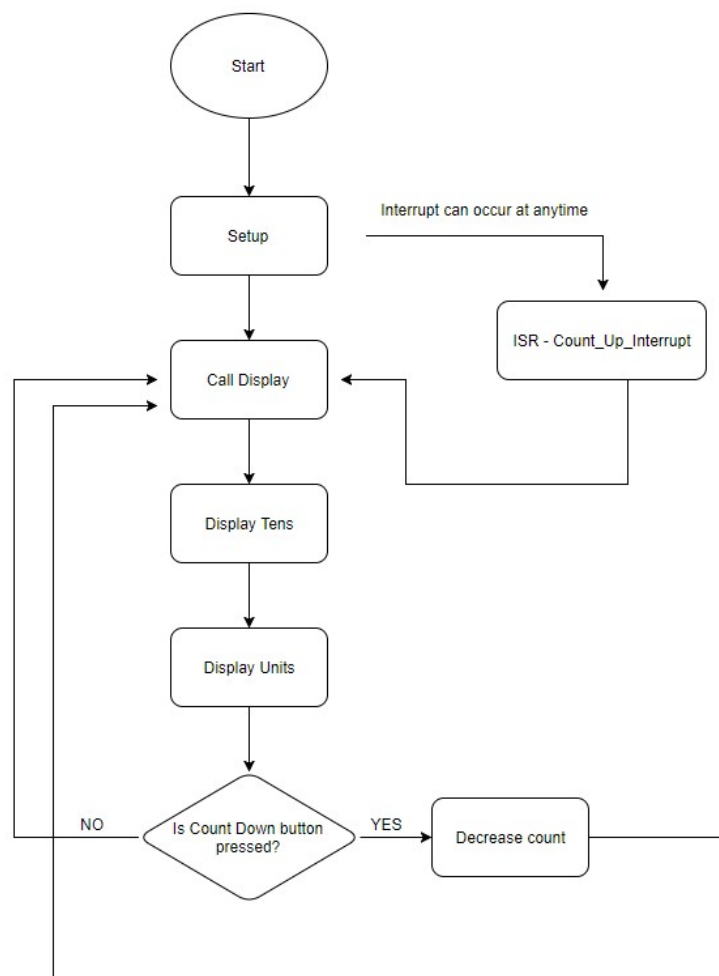 Start
Interrupt can occur at anytime
Setup
ISR - Count_Up_Interrupt
Call Display
Display Tens
Display Units
NO
Is Count Down button
pressed?
YES
Decrease count